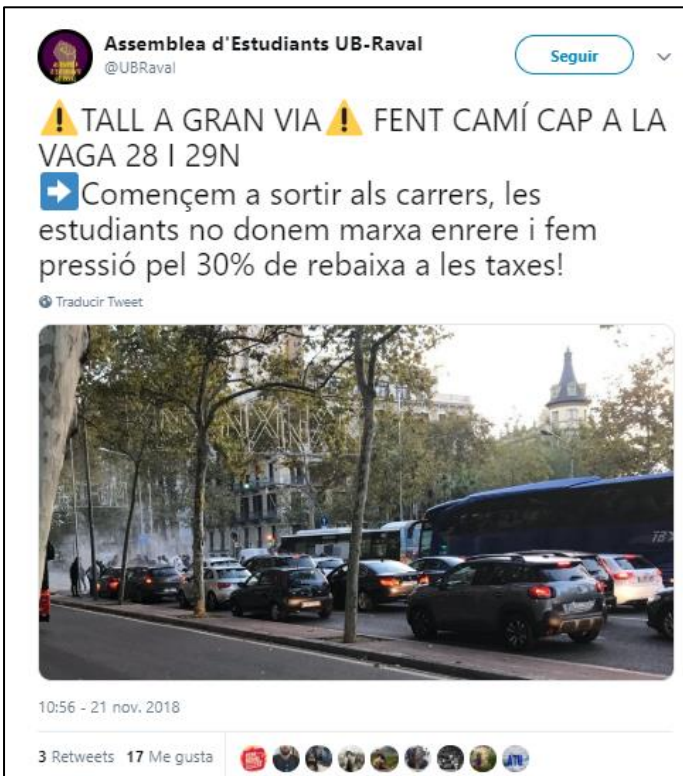 Assemblea d'Estudiants UB-Raval
@UBRaval
Seguir
⚠️TALL A GRAN VIA⚠️ FENT CAMÍ CAP A LA
VAGA 28 I 29N
➡️Començem a sortir als carrers, les
estudiants no donem marxa enrere i fem
pressió pel 30% de rebaixa a les taxes!
Traducir Tweet
10:56 - 21 nov. 2018
3 Retweets 17 Me gusta